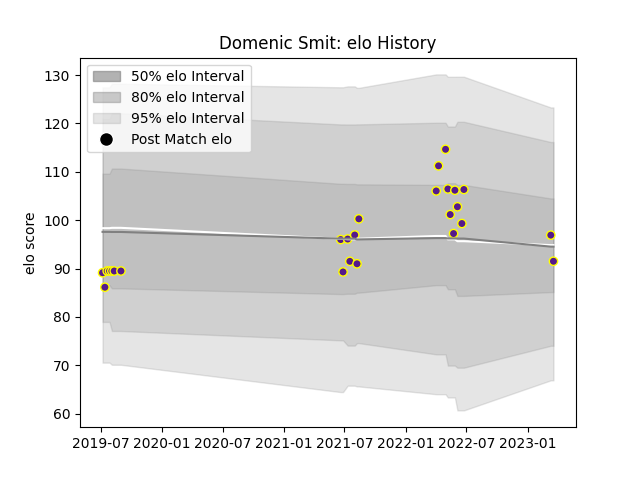 Domenic Smit: elo History
50% elo Interval
80% elo Interval
95% elo Interval
Post Match elo
elo score
130
120
110
100
90
80
70
60
2019-07 2020-01 2020-07 2021-01 2021-07 2022-01 2022-07 2023-01